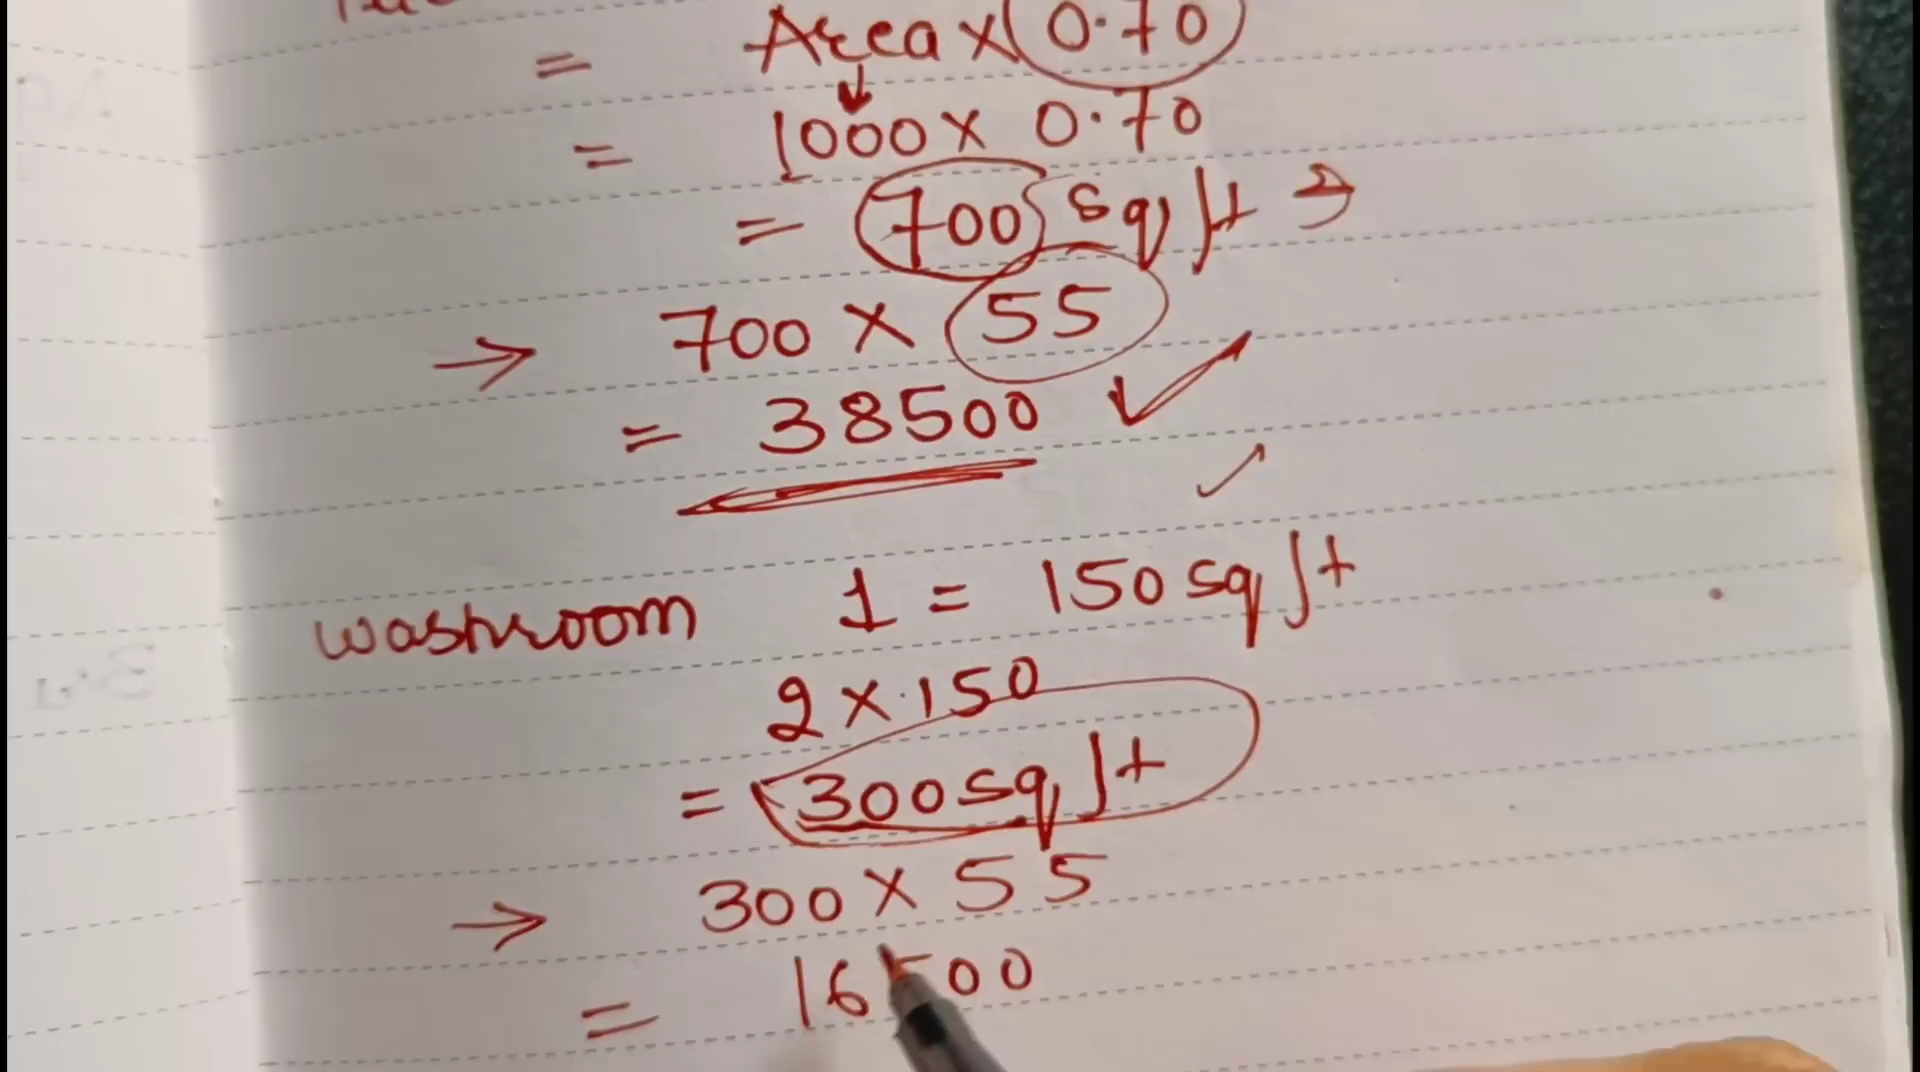 = Area × 0.70
= 1000 × 0.70
= 700 sq ft
→ 700 × 55
= 38500
washroom 1 = 150 sq ft
2 × 150
= 300 sq ft
→ 300 × 55
= 16500